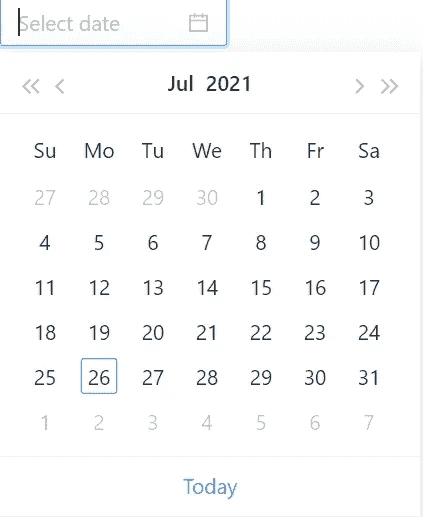 Select date
Jul 2021
Su Mo Tu We Th Fr Sa
27 28 29 30 1 2 3
4 5 6 7 8 9 10
11 12 13 14 15 16 17
18 19 20 21 22 23 24
25 26 27 28 29 30 31
1 2 3 4 5 6 7
Today